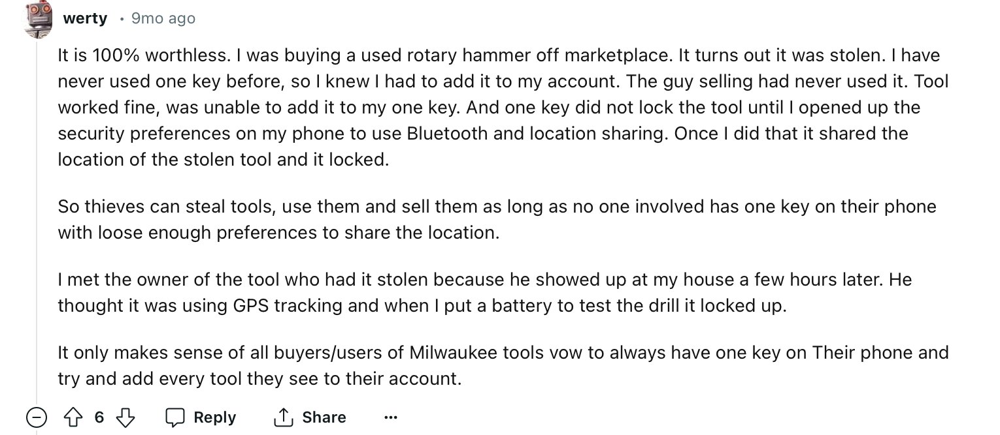 werty • 9mo ago
It is 100% worthless. I was buying a used rotary hammer off marketplace. It turns out it was stolen. I have
never used one key before, so I knew I had to add it to my account. The guy selling had never used it. Tool
worked fine, was unable to add it to my one key. And one key did not lock the tool until I opened up the
security preferences on my phone to use Bluetooth and location sharing. Once I did that it shared the
location of the stolen tool and it locked.
So thieves can steal tools, use them and sell them as long as no one involved has one key on their phone
with loose enough preferences to share the location.
I met the owner of the tool who had it stolen because he showed up at my house a few hours later. He
thought it was using GPS tracking and when I put a battery to test the drill it locked up.
It only makes sense of all buyers/users of Milwaukee tools vow to always have one key on Their phone and
try and add every tool they see to their account.
6 Reply Share ...